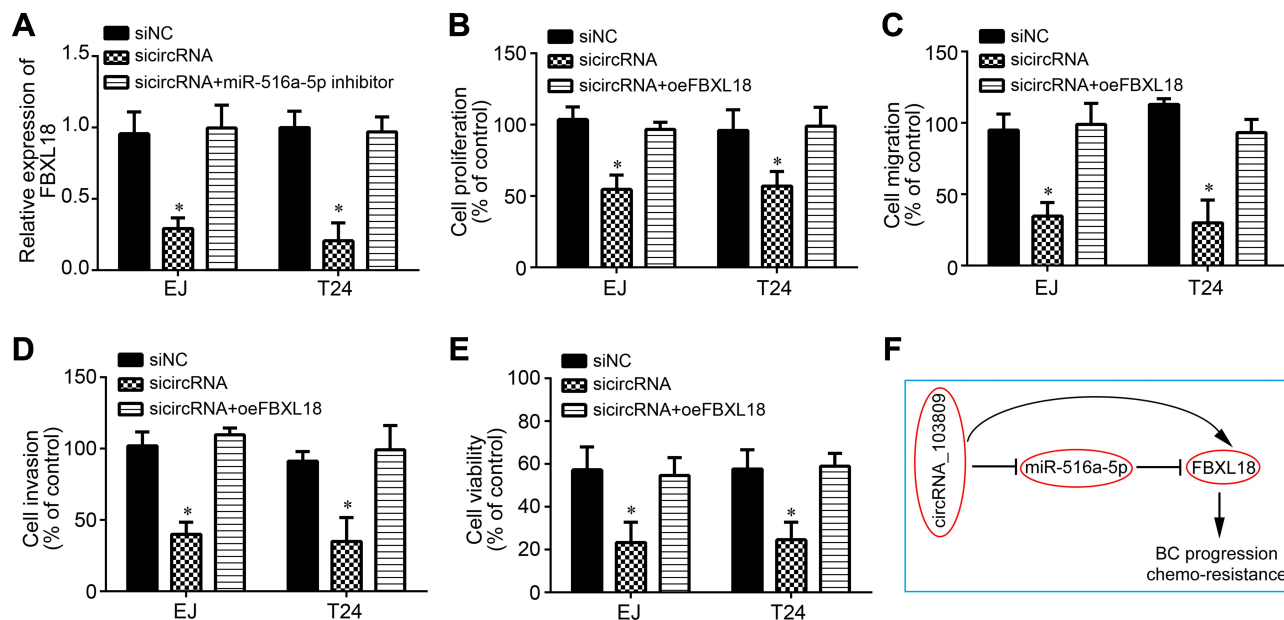 A
siNC
sicircRNA
sicircRNA+miR-516a-5p inhibitor
Relative expression of
FBXL18
1.5
1.0
0.5
0.0
EJ
T24
*
*
B
siNC
sicircRNA
sicircRNA+oeFBXL18
Cell proliferation
(% of control)
150
100
50
0
EJ
T24
*
*
C
siNC
sicircRNA
sicircRNA+oeFBXL18
Cell migration
(% of control)
150
100
50
0
EJ
T24
*
*
D
siNC
sicircRNA
sicircRNA+oeFBXL18
Cell invasion
(% of control)
150
100
50
0
EJ
T24
*
*
E
siNC
sicircRNA
sicircRNA+oeFBXL18
Cell viability
(% of control)
100
80
60
40
20
0
EJ
T24
*
*
F
circRNA_103809
miR-516a-5p
FBXL18
BC progression
chemo-resistance